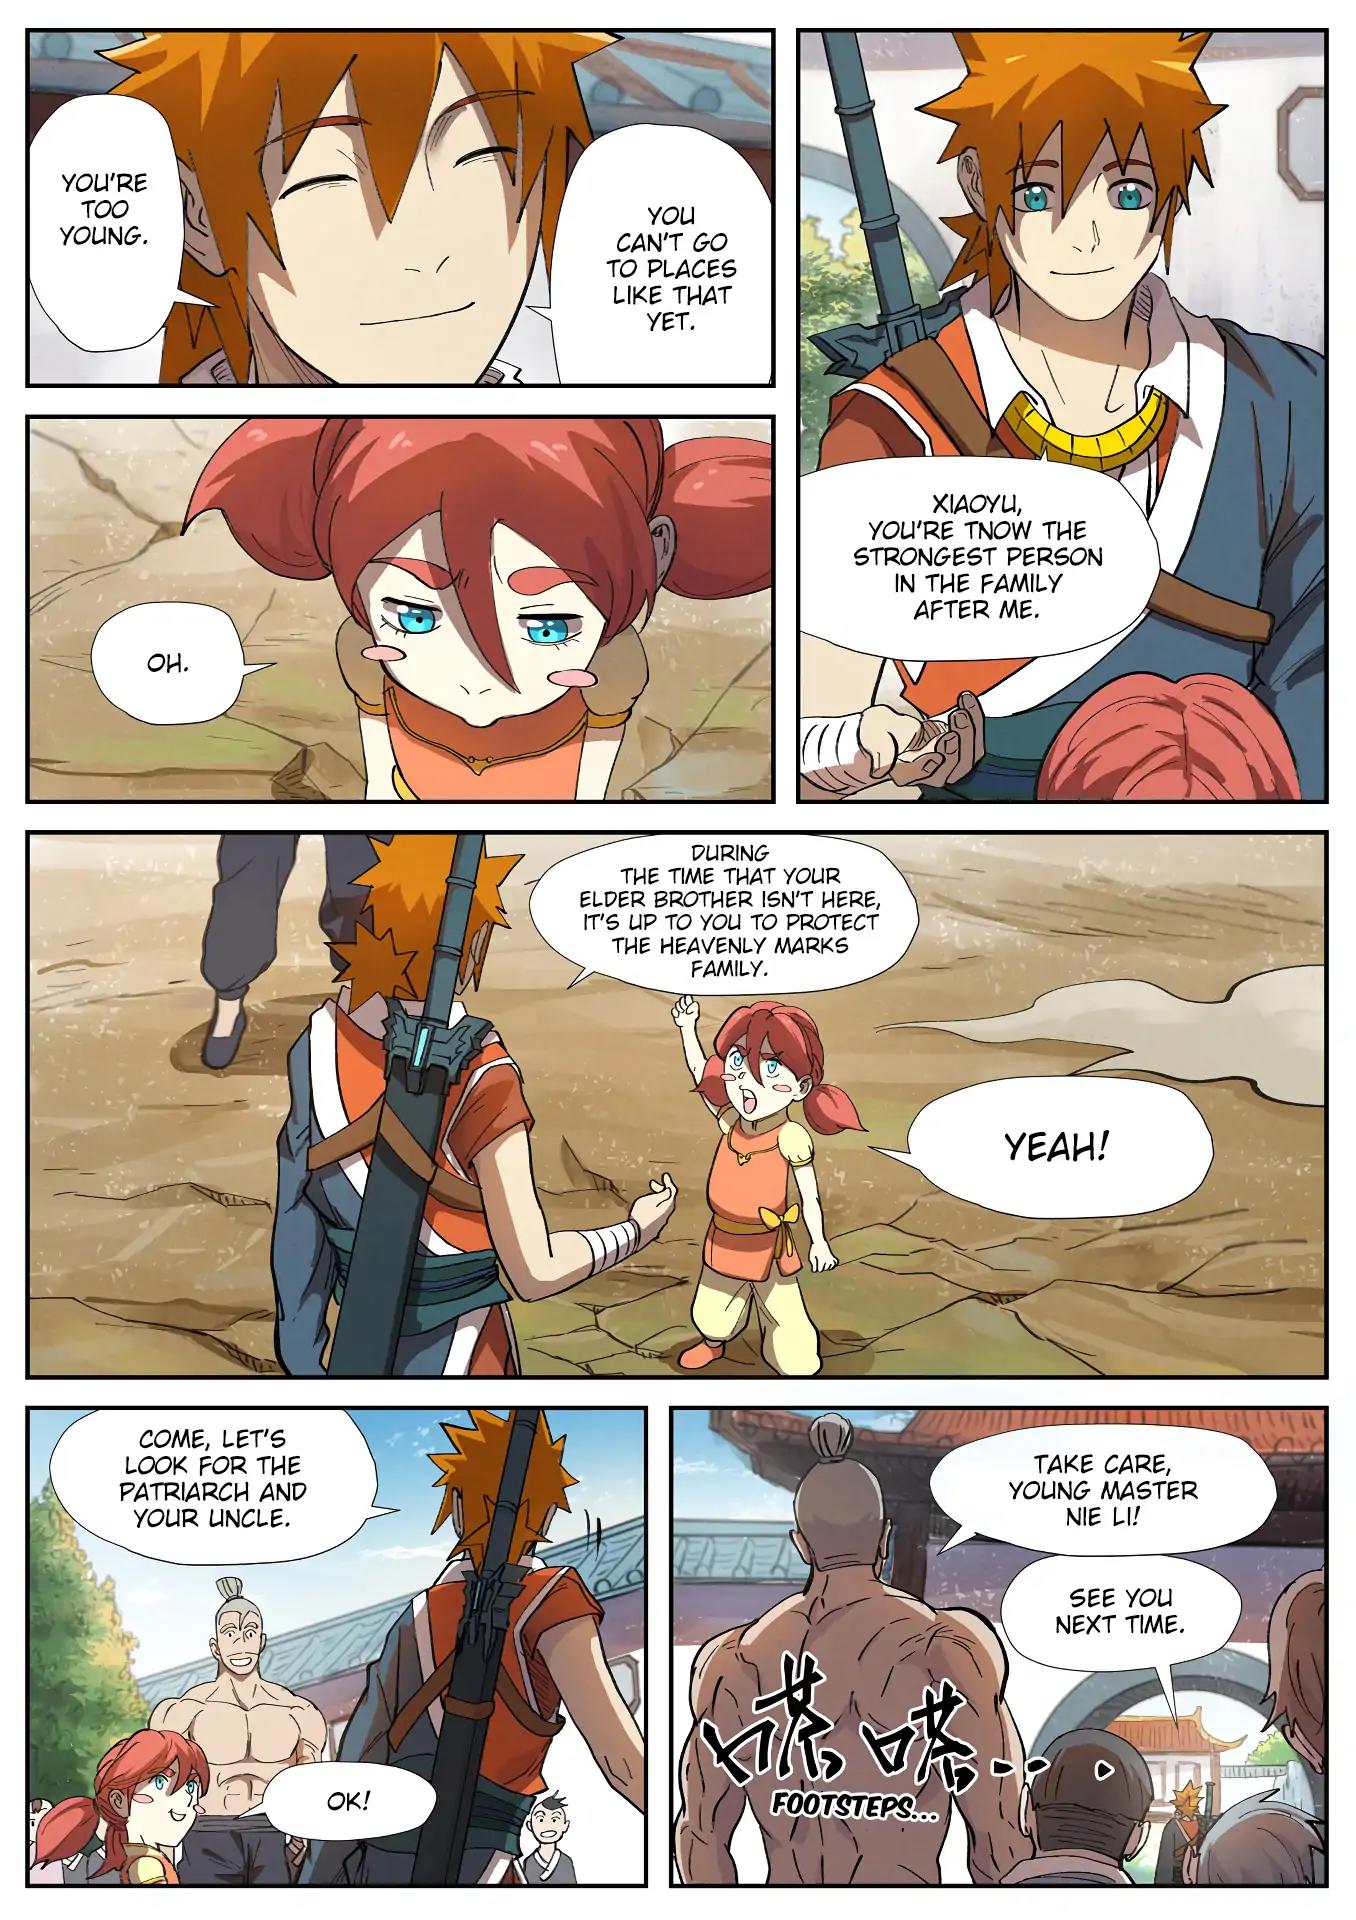 YOU'RE
TOO
YOUNG.
YOU
CAN'T GO
TO PLACES
LIKE THAT
YET.
OH.
XIAOYU,
YOU'RE TNOW THE
STRONGEST PERSON
IN THE FAMILY
AFTER ME.
DURING
THE TIME THAT YOUR
ELDER BROTHER ISN'T HERE,
IT'S UP TO YOU TO PROTECT
THE HEAVENLY MARKS
FAMILY.
YEAH!
COME, LET'S
LOOK FOR THE
PATRIARCH AND
YOUR UNCLE.
OK!
TAKE CARE,
YOUNG MASTER
NIE LI!
SEE YOU
NEXT TIME.
嗒 嗒...
FOOTSTEPS...